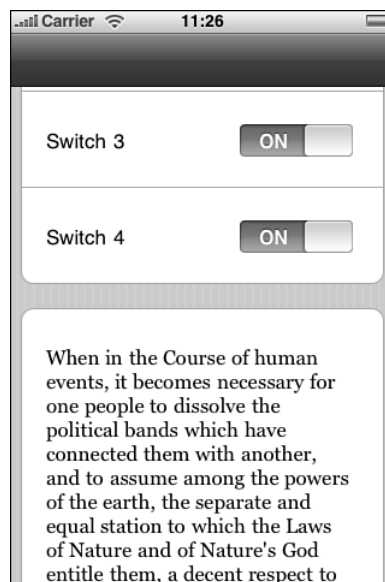 Carrier 11:26
Switch 3 ON
Switch 4 ON
When in the Course of human
events, it becomes necessary for
one people to dissolve the
political bands which have
connected them with another,
and to assume among the powers
of the earth, the separate and
equal station to which the Laws
of Nature and of Nature's God
entitle them, a decent respect to